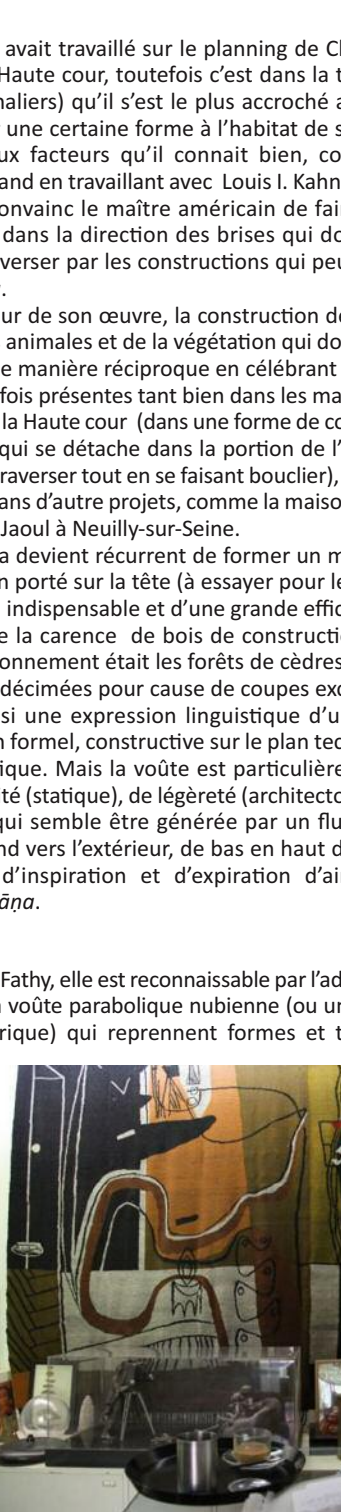 avait travaillé sur le planning de C
Haute cour, toutefois c'est dans la t
naliers) qu'il s'est le plus accroché a
une certaine forme à l'habitat de s
ux facteurs qu'il connait bien, co
and en travaillant avec Louis I. Kahn
onvainc le maître américain de fair
dans la direction des brises qui do
verser par les constructions qui peu
.
ur de son œuvre, la construction de
animales et de la végétation qui do
e manière réciproque en célébrant
fois présentes tant bien dans les ma
la Haute cour (dans une forme de co
qui se détache dans la portion de l'
raverser tout en se faisant bouclier),
ans d'autre projets, comme la maiso
Jaoul à Neuilly-sur-Seine.
a devient récurrent de former un m
n porté sur la tête (à essayer pour le
indispensable et d'une grande effic
e la carence de bois de constructi
onnement était les forêts de cèdres
décimées pour cause de coupes exc
si une expression linguistique d'u
n formel, constructive sur le plan tec
ique. Mais la voûte est particulière
ité (statique), de légèreté (architecto
qui semble être générée par un flu
nd vers l'extérieur, de bas en haut d
d'inspiration et d'expiration d'ai
āṇa.
Fathy, elle est reconnaissable par l'ad
voûte parabolique nubienne (ou ur
rique) qui reprennent formes et t